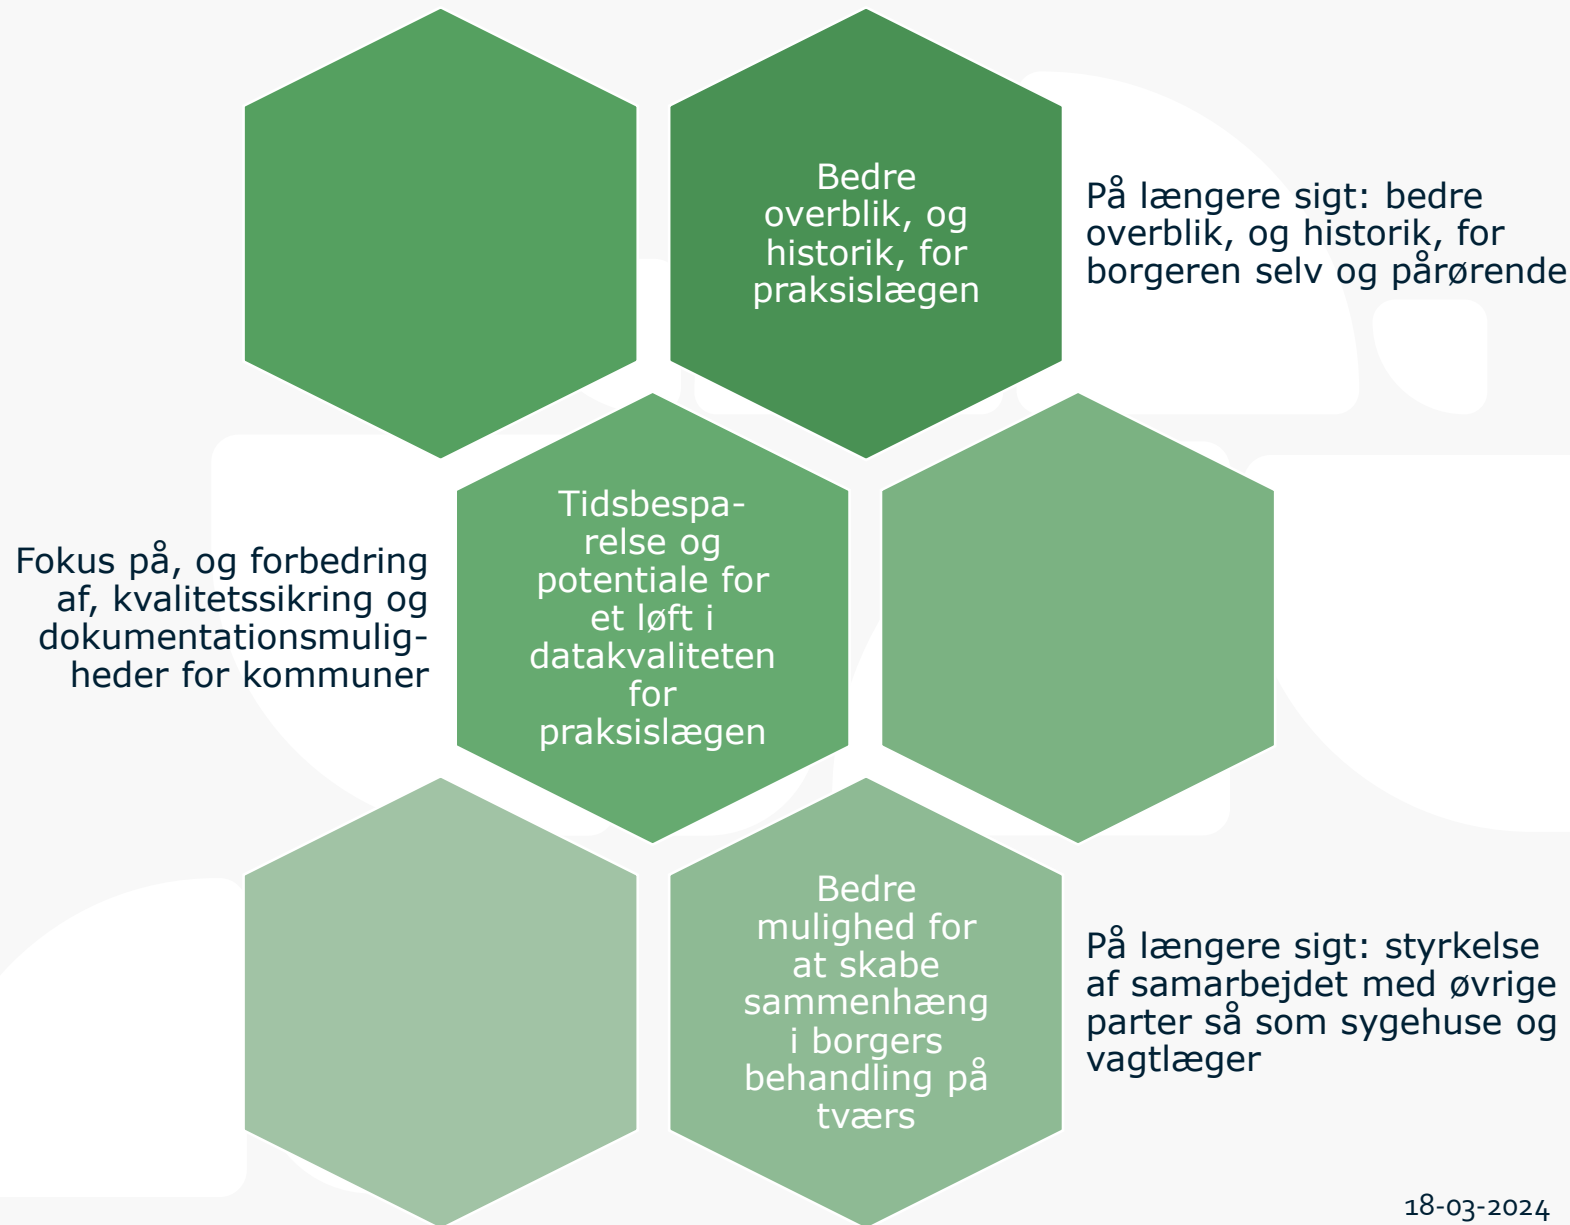 Bedre
overblik, og
historik, for
praksislægen
På længere sigt: bedre
overblik, og historik, for
borgeren selv og pårørende
Fokus på, og forbedring
af, kvalitetssikring og
dokumentationsmulig-
heder for kommuner
Tidsbespa-
relse og
potentiale for
et løft i
datakvaliteten
for
praksislægen
Bedre
mulighed for
at skabe
sammenhæng
i borgers
behandling på
tværs
På længere sigt: styrkelse
af samarbejdet med øvrige
parter så som sygehuse og
vagtlæger
18-03-2024